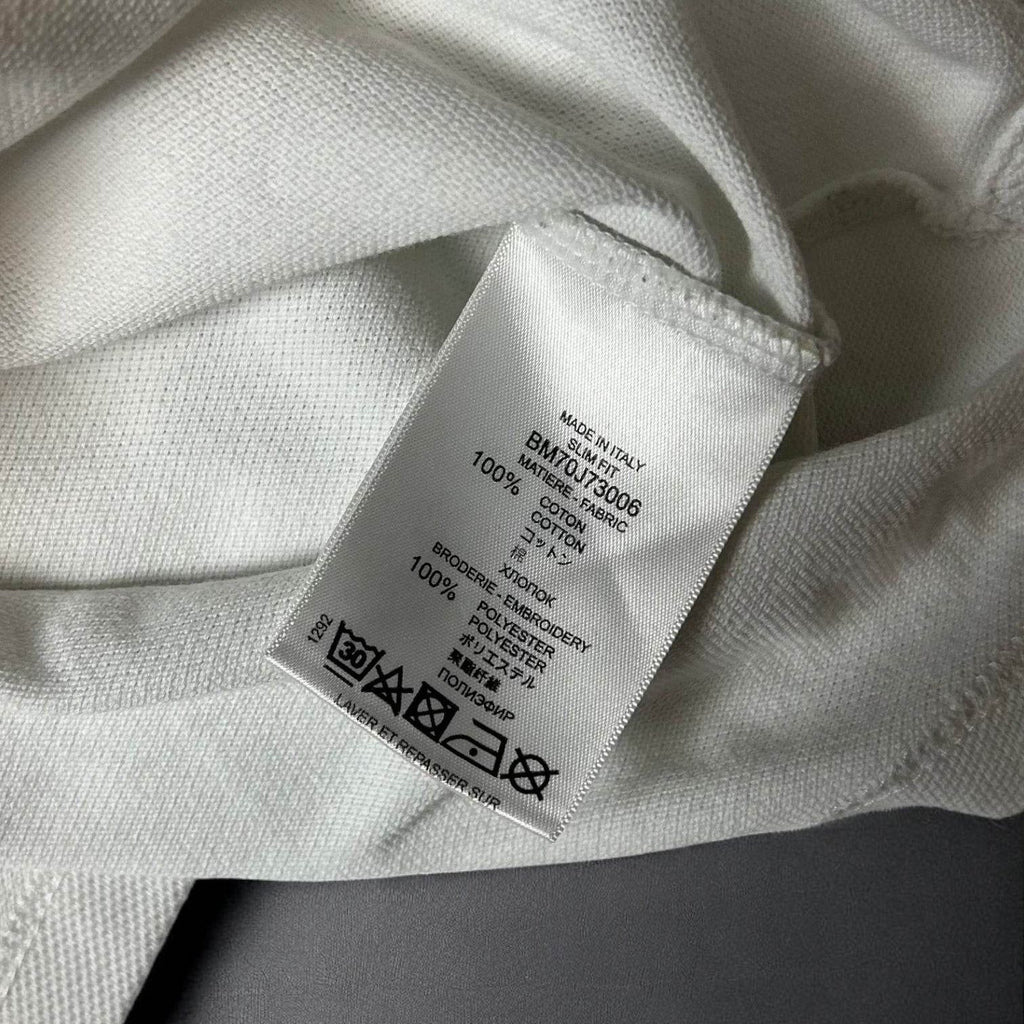 MADE IN ITALY
SLIM FIT
BM70J73006
MATIERE - FABRIC
100%
COTON
COTTON
コットン
棉
ХЛОПОК
BRODERIE - EMBROIDERY
100%
POLYESTER
POLYESTER
ポリエステル
聚酯纤维
ПОЛИЭФИР
1292
30
LAVER ET REPASSER SUR